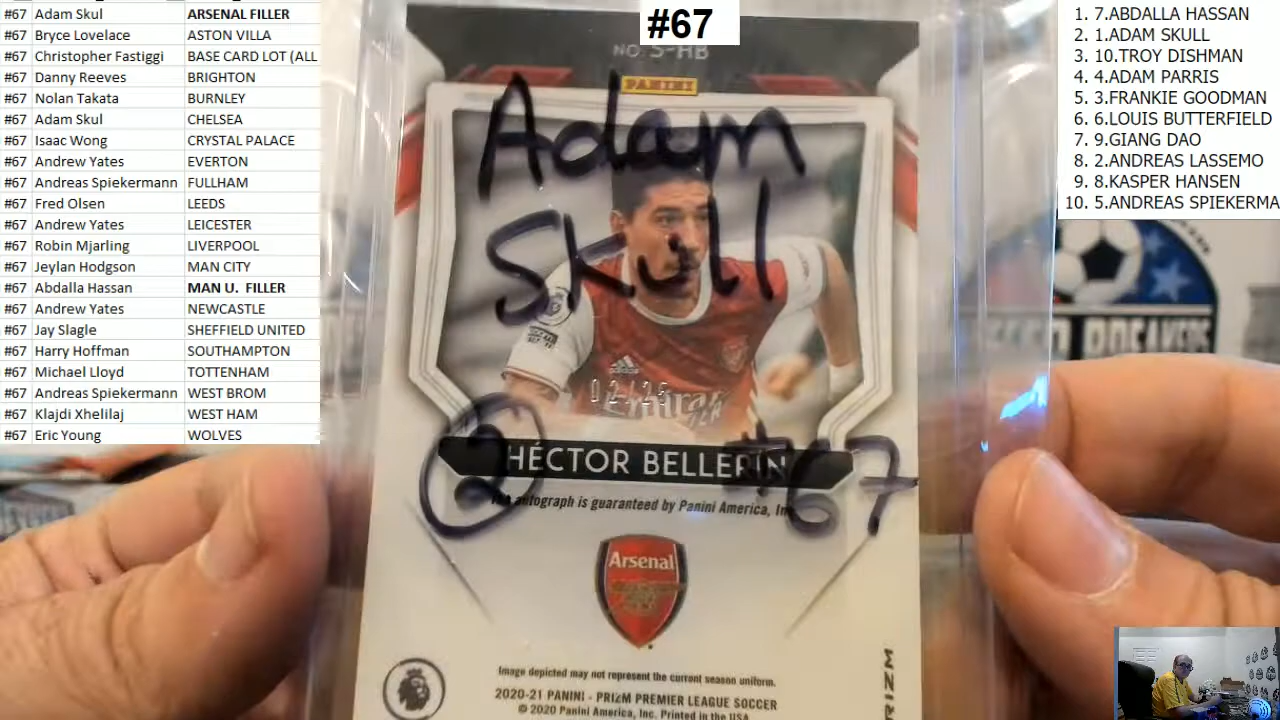 #67 Adam Skul ARSENAL FILLER
#67 Bryce Lovelace ASTON VILLA
#67 Christopher Fastiggi BASE CARD LOT (ALL
#67 Danny Reeves BRIGHTON
#67 Nolan Takata BURNLEY
#67 Adam Skul CHELSEA
#67 Isaac Wong CRYSTAL PALACE
#67 Andrew Yates EVERTON
#67 Andreas Spiekermann FULLHAM
#67 Fred Olsen LEEDS
#67 Andrew Yates LEICESTER
#67 Robin Mjarling LIVERPOOL
#67 Jeylan Hodgson MAN CITY
#67 Abdalla Hassan MAN U. FILLER
#67 Andrew Yates NEWCASTLE
#67 Jay Slagle SHEFFIELD UNITED
#67 Harry Hoffman SOUTHAMPTON
#67 Michael Lloyd TOTTENHAM
#67 Andreas Spiekermann WEST BROM
#67 Klajdi Xhelilaj WEST HAM
#67 Eric Young WOLVES
#67
NO. S-HB
PANINI
Adam
Skull
02/25
HÉCTOR BELLERIN
2 #67
autograph is guaranteed by Panini America, In
Arsenal
Image depicted may not represent the current season uniform.
2020-21 PANINI - PRIZM PREMIER LEAGUE SOCCER
© 2020 Panini America, Inc. Printed in the USA
RIZM
1. 7.ABDALLA HASSAN
2. 1.ADAM SKULL
3. 10.TROY DISHMAN
4. 4.ADAM PARRIS
5. 3.FRANKIE GOODMAN
6. 6.LOUIS BUTTERFIELD
7. 9.GIANG DAO
8. 2.ANDREAS LASSEMO
9. 8.KASPER HANSEN
10. 5.ANDREAS SPIEKERMA
BREAKERS